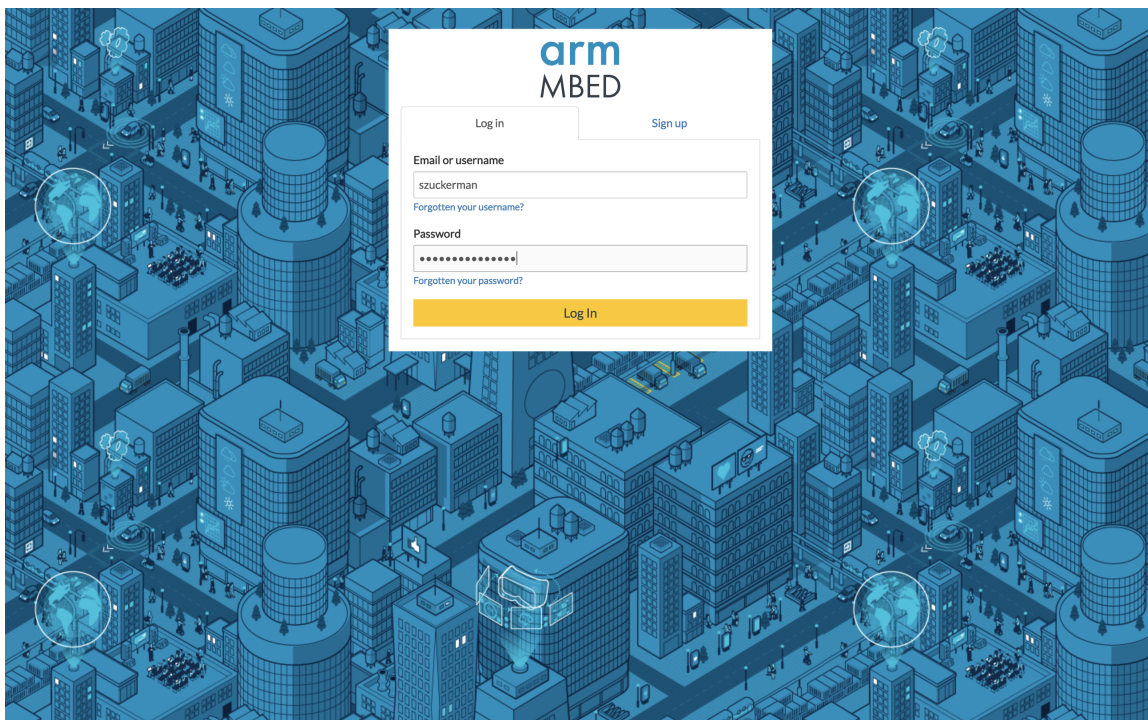 arm
MBED
Log in
Sign up
Email or username
szuckerman
Forgotten your username?
Password
•••••••••••••••
Forgotten your password?
Log In